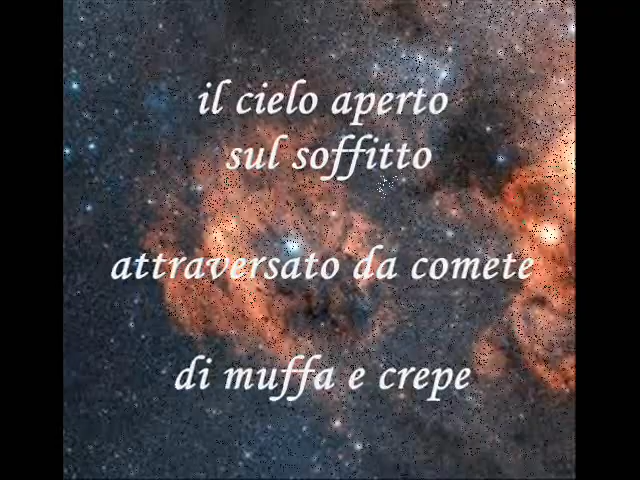 il cielo aperto
sul soffitto
attraversato da comete
di muffa e crepe